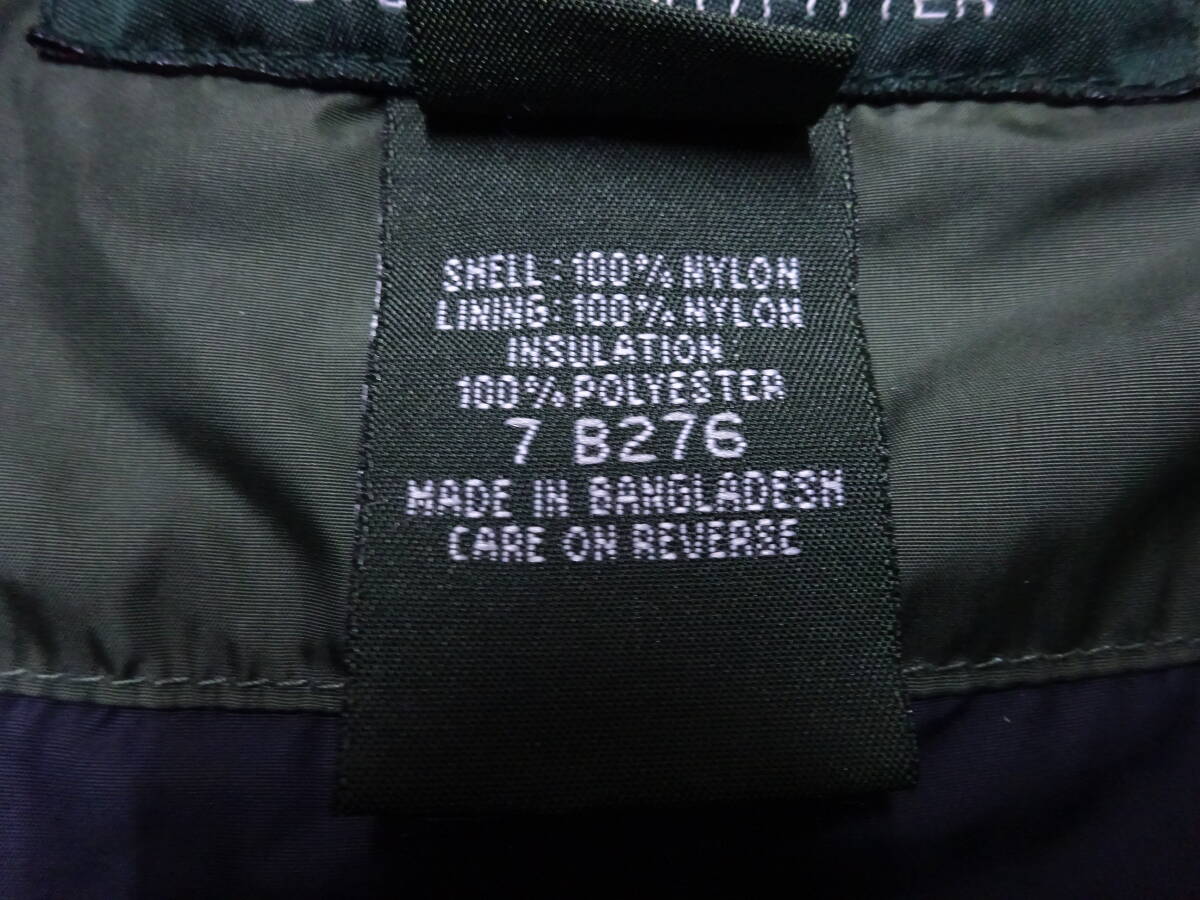 SHELL: 100% NYLON
LINING: 100% NYLON
INSULATION:
100% POLYESTER
7 B276
MADE IN BANGLADESH
CARE ON REVERSE